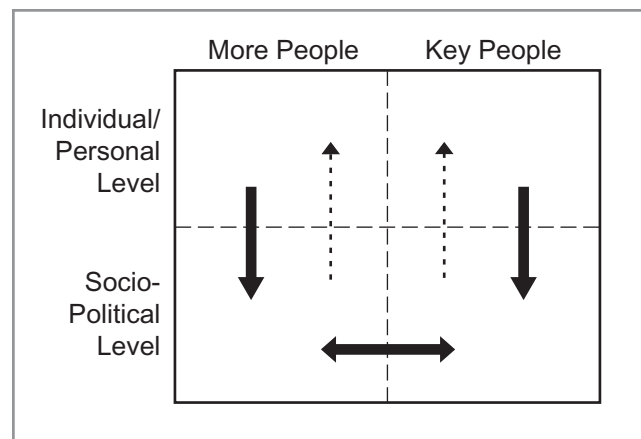 More People
Key People
Individual/
Personal
Level
Socio-
Political
Level